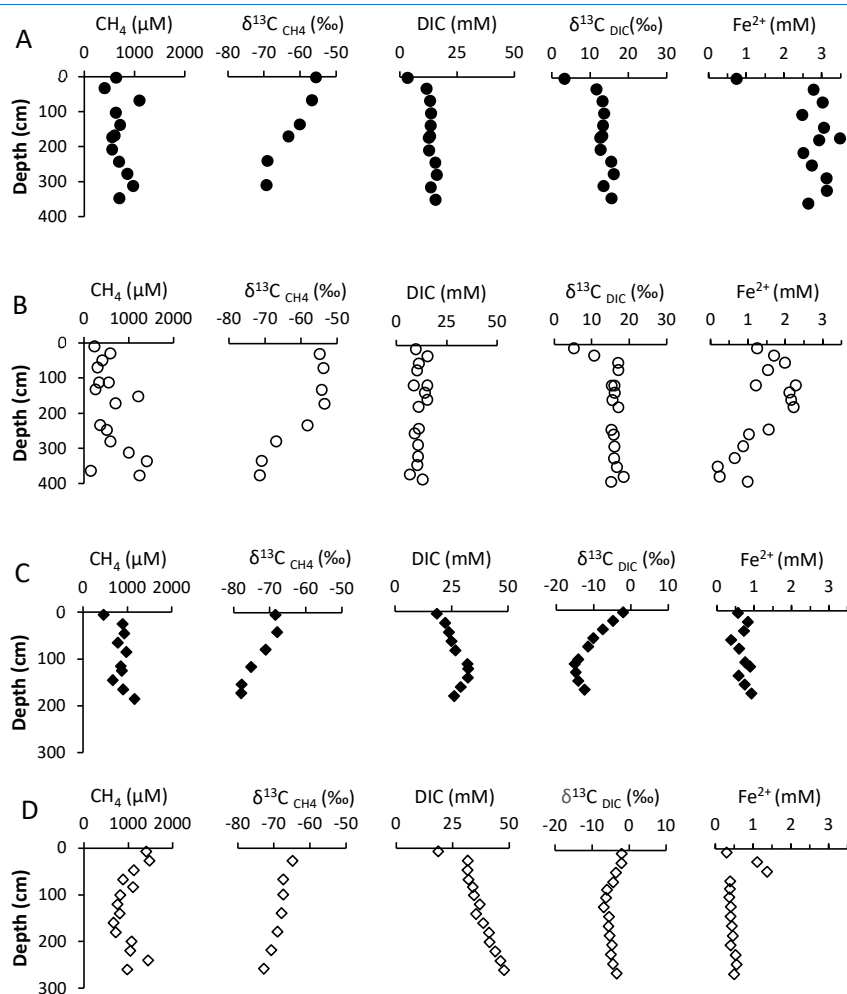 A
CH₄ (μM) δ¹³C CH4 (‰) DIC (mM) δ¹³C DIC(‰) Fe²⁺ (mM)
0 1000 2000 -80 -70 -60 -50 0 25 50 0 10 20 30 0 1 2 3
0
100
200
300
400
Depth (cm)
B
CH₄ (μM) δ¹³C CH4 (‰) DIC (mM) δ¹³C DIC (‰) Fe²⁺ (mM)
0 1000 2000 -80 -70 -60 -50 0 25 50 0 10 20 30 0 1 2 3
0
100
200
300
400
Depth (cm)
C
CH₄ (μM) δ¹³C CH4 (‰) DIC (mM) δ¹³C DIC (‰) Fe²⁺ (mM)
0 1000 2000 -80 -70 -60 -50 0 25 50 -20 -10 0 10 0 1 2
0
100
200
300
Depth (cm)
D
CH₄ (μM) δ¹³C CH4 (‰) DIC (mM) δ¹³C DIC (‰) Fe²⁺ (mM)
0 1000 2000 -80 -70 -60 -50 0 25 50 -20 -10 0 10 0 1 2
0
100
200
300
Depth (cm)